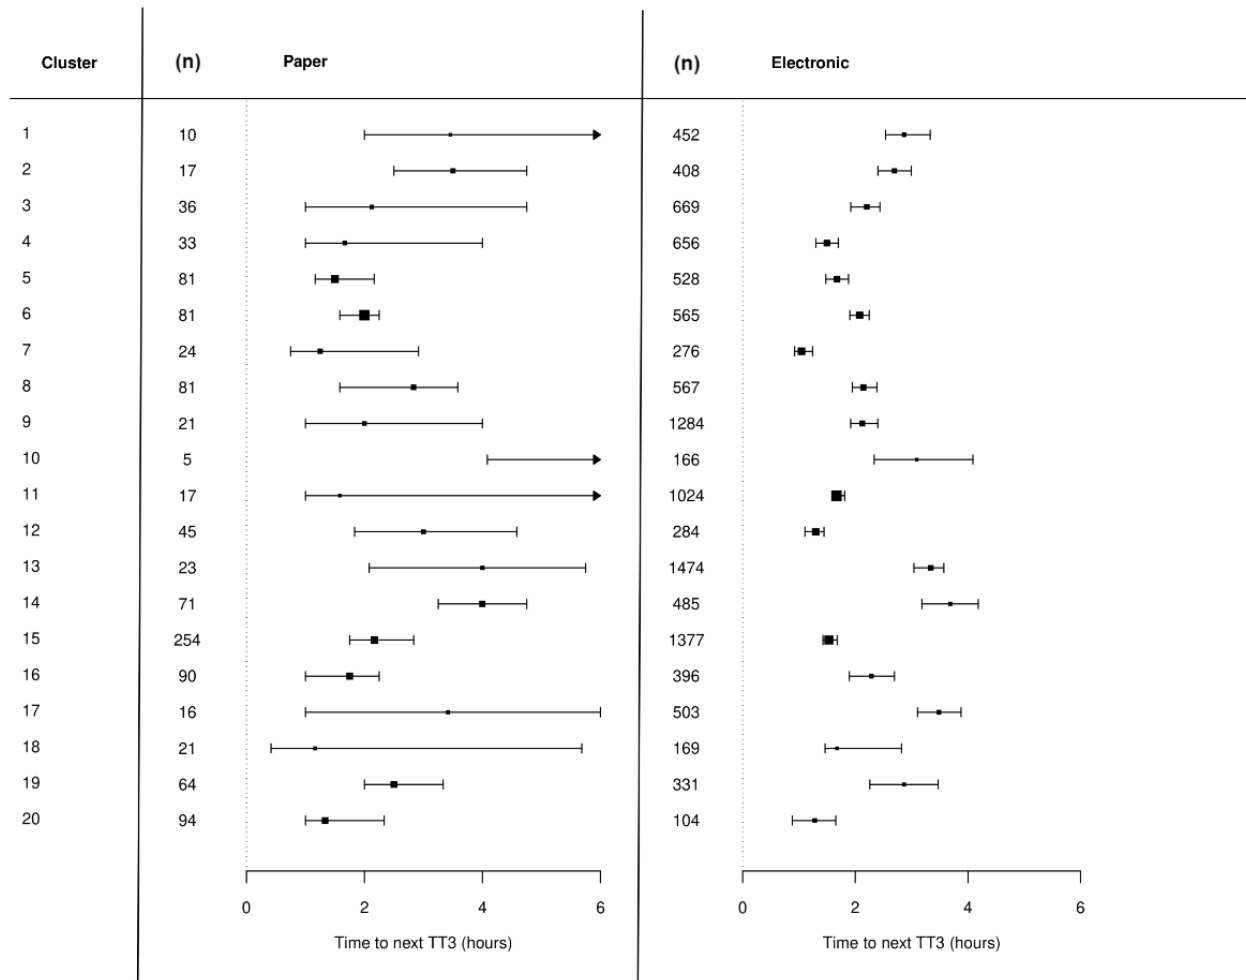 Cluster (n) Paper (n) Electronic
1 10 452
2 17 408
3 36 669
4 33 656
5 81 528
6 81 565
7 24 276
8 81 567
9 21 1284
10 5 166
11 17 1024
12 45 284
13 23 1474
14 71 485
15 254 1377
16 90 396
17 16 503
18 21 169
19 64 331
20 94 104
0 2 4 6 0 2 4 6
Time to next TT3 (hours) Time to next TT3 (hours)